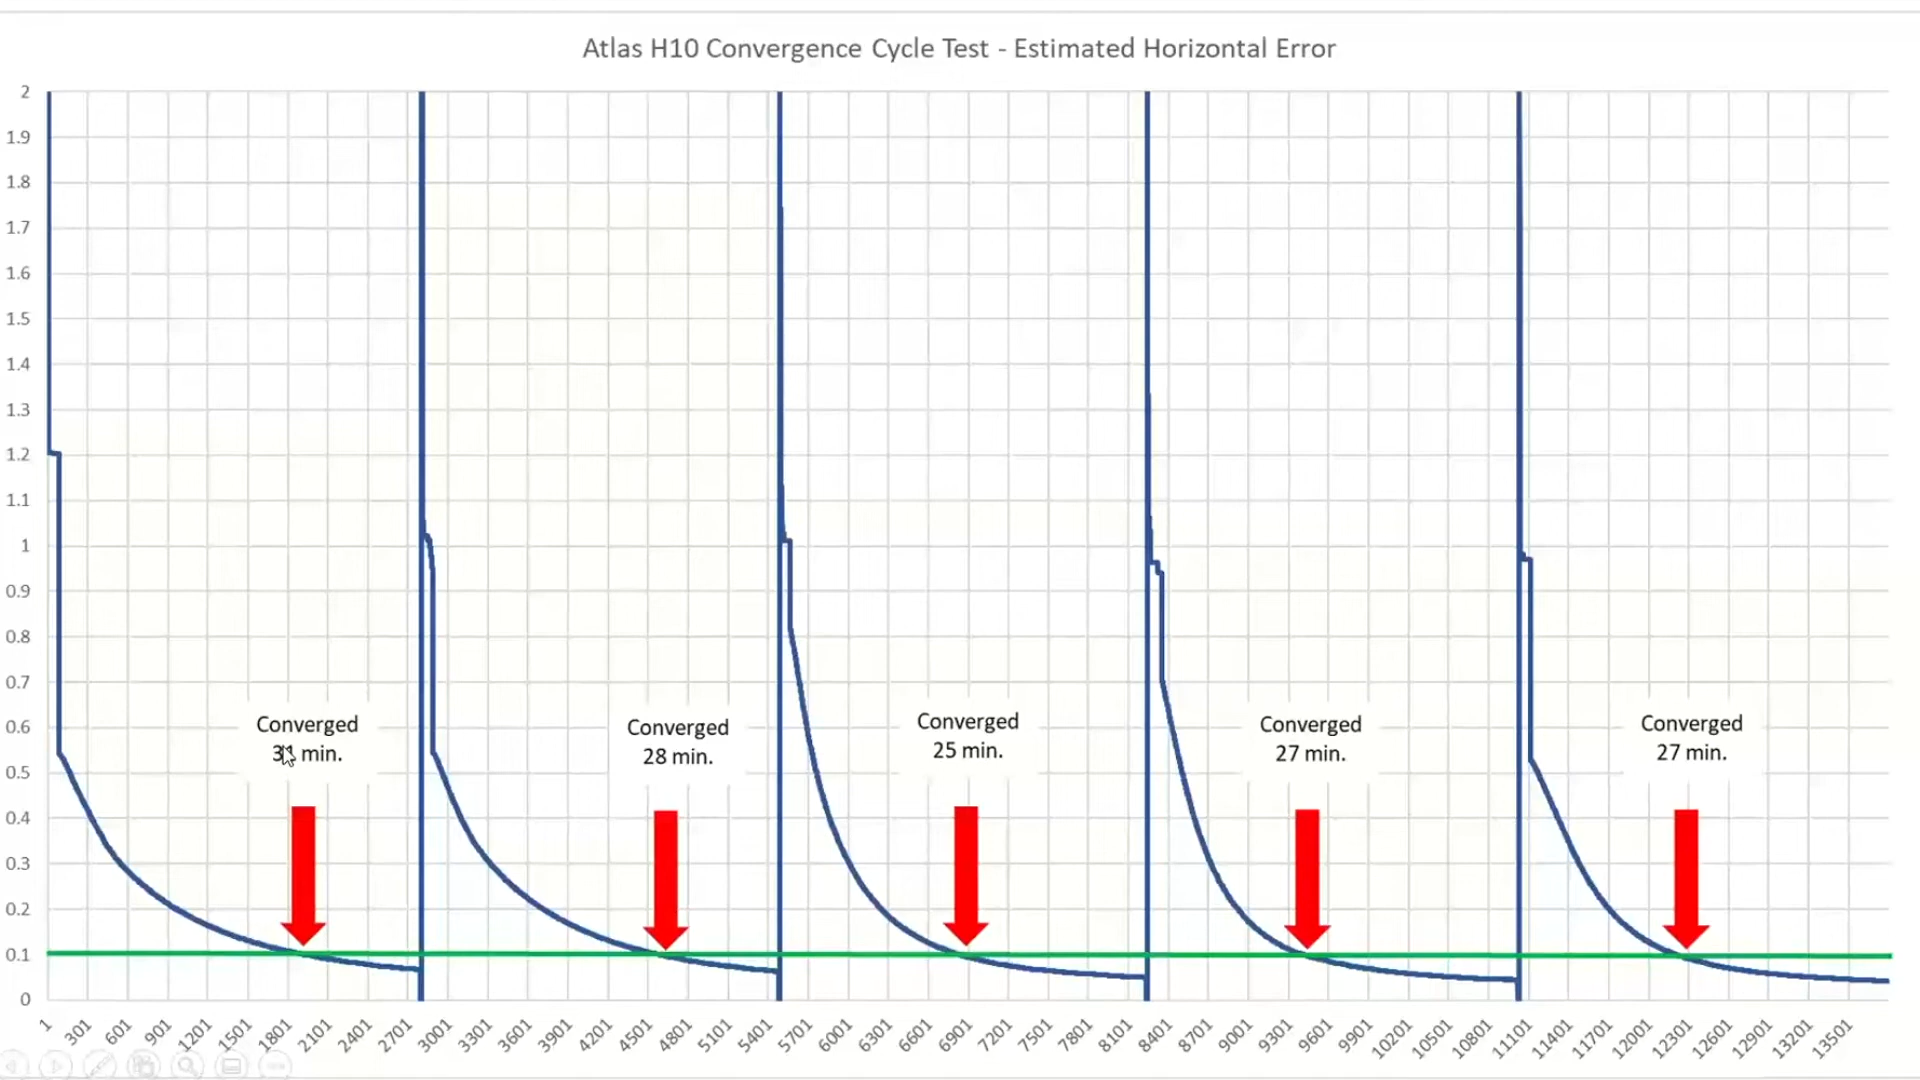 Atlas H10 Convergence Cycle Test - Estimated Horizontal Error
2
1.9
1.8
1.7
1.6
1.5
1.4
1.3
1.2
1.1
1
0.9
0.8
0.7
0.6
0.5
0.4
0.3
0.2
0.1
0
Converged
31 min.
Converged
28 min.
Converged
25 min.
Converged
27 min.
Converged
27 min.
1 301 601 901 1201 1501 1801 2101 2401 2701 3001 3301 3601 3901 4201 4501 4801 5101 5401 5701 6001 6301 6601 6901 7201 7501 7801 8101 8401 8701 9001 9301 9601 9901 10201 10501 10801 11101 11401 11701 12001 12301 12601 12901 13201 13501